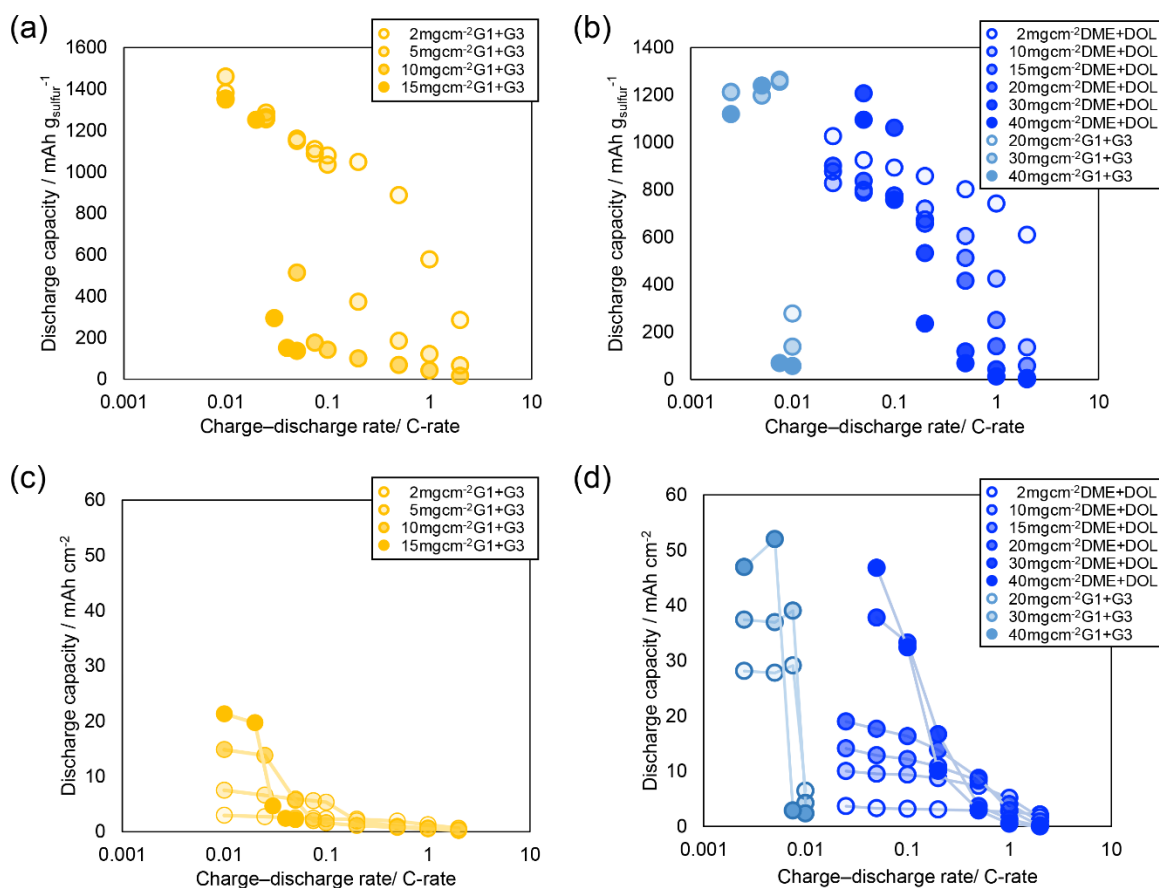 (a)
2mgcm-2G1+G3
5mgcm-2G1+G3
10mgcm-2G1+G3
15mgcm-2G1+G3
Discharge capacity / mAh gsulfur-1
1600
1400
1200
1000
800
600
400
200
0
0.001 0.01 0.1 1 10
Charge–discharge rate/ C-rate
(b)
2mgcm-2DME+DOL
10mgcm-2DME+DOL
15mgcm-2DME+DOL
20mgcm-2DME+DOL
30mgcm-2DME+DOL
40mgcm-2DME+DOL
20mgcm-2G1+G3
30mgcm-2G1+G3
40mgcm-2G1+G3
Discharge capacity / mAh gsulfur-1
1400
1200
1000
800
600
400
200
0
0.001 0.01 0.1 1 10
Charge–discharge rate/ C-rate
(c)
2mgcm-2G1+G3
5mgcm-2G1+G3
10mgcm-2G1+G3
15mgcm-2G1+G3
Discharge capacity / mAh cm-2
60
50
40
30
20
10
0
0.001 0.01 0.1 1 10
Charge–discharge rate/ C-rate
(d)
2mgcm-2DME+DOL
10mgcm-2DME+DOL
15mgcm-2DME+DOL
20mgcm-2DME+DOL
30mgcm-2DME+DOL
40mgcm-2DME+DOL
20mgcm-2G1+G3
30mgcm-2G1+G3
40mgcm-2G1+G3
Discharge capacity / mAh cm-2
60
50
40
30
20
10
0
0.001 0.01 0.1 1 10
Charge–discharge rate/ C-rate